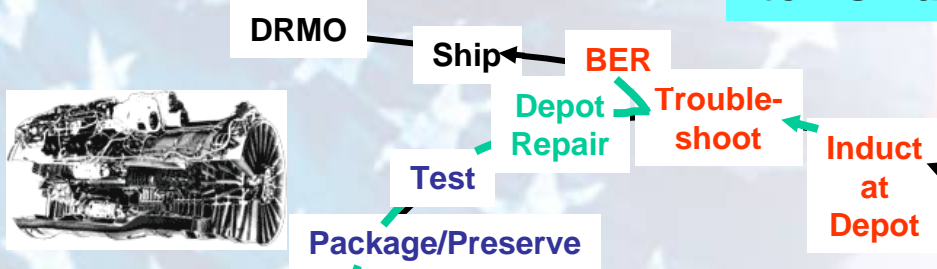 DRMO
Ship
BER
Depot
Repair
Trouble-
shoot
Induct
at
Depot
Test
Package/Preserve